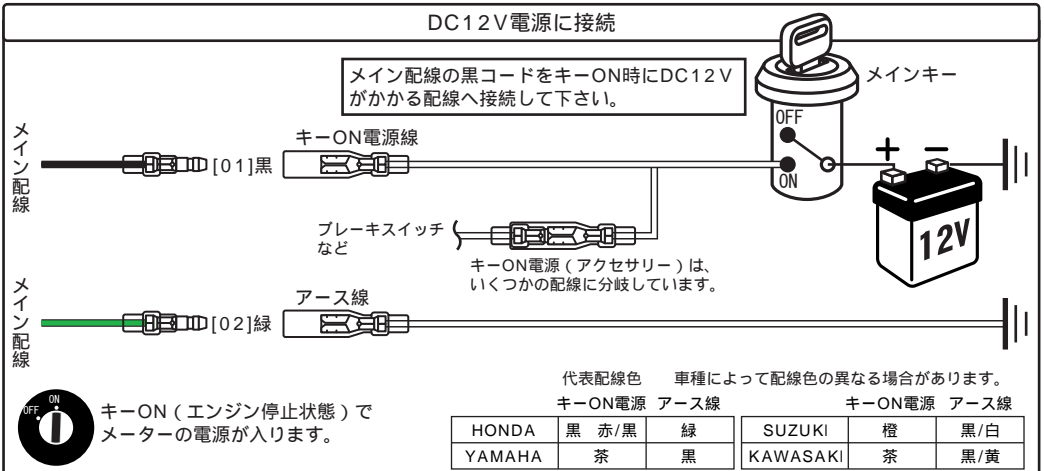 DC12V電源に接続
メイン配線の黒コードをキーON時にDC12V
がかかる配線へ接続して下さい。
メインキー
OFF
ON
メイン配線
[01]黒
キーON電源線
+ −
12V
ブレーキスイッチ
など
キーON電源(アクセサリー)は、
いくつかの配線に分岐しています。
メイン配線
[02]緑
アース線
OFF ON
キーON(エンジン停止状態)で
メーターの電源が入ります。
代表配線色 車種によって配線色の異なる場合があります。
キーON電源 アース線 キーON電源 アース線
HONDA 黒 赤/黒 緑 SUZUKI 橙 黒/白
YAMAHA 茶 黒 KAWASAKI 茶 黒/黄